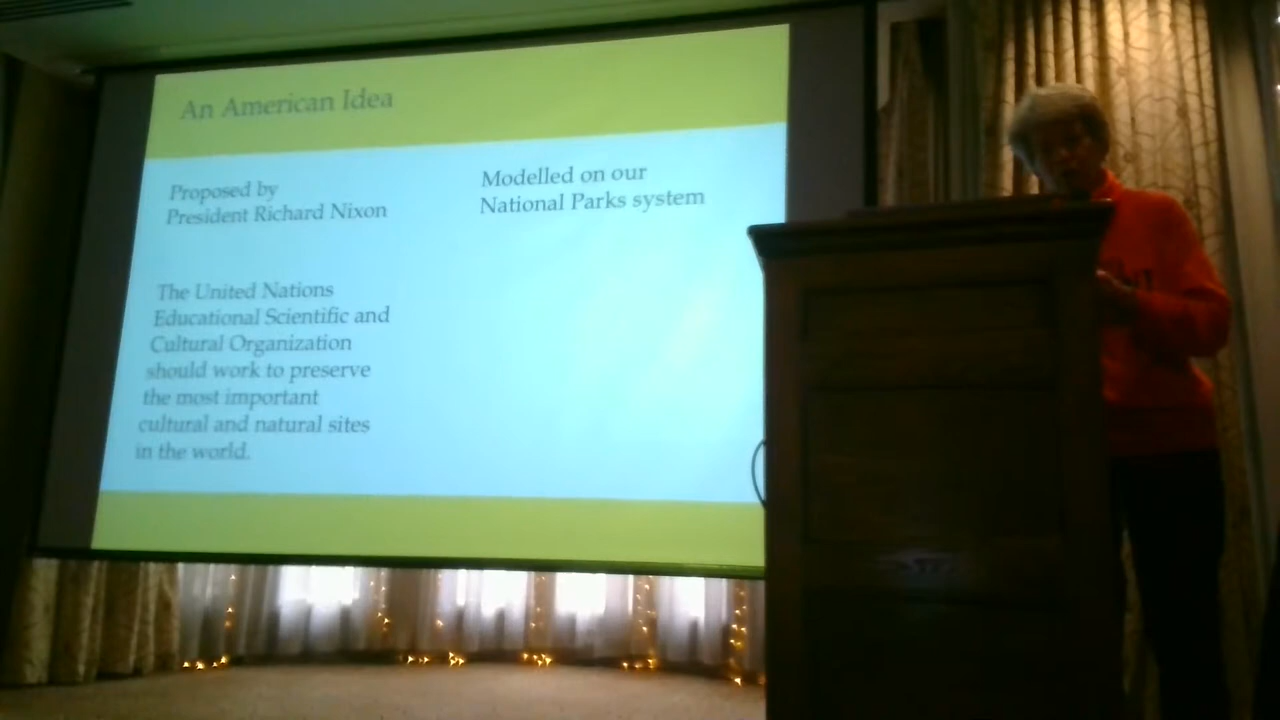 An American Idea
Proposed by
President Richard Nixon
The United Nations
Educational Scientific and
Cultural Organization
should work to preserve
the most important
cultural and natural sites
in the world.
Modelled on our
National Parks system